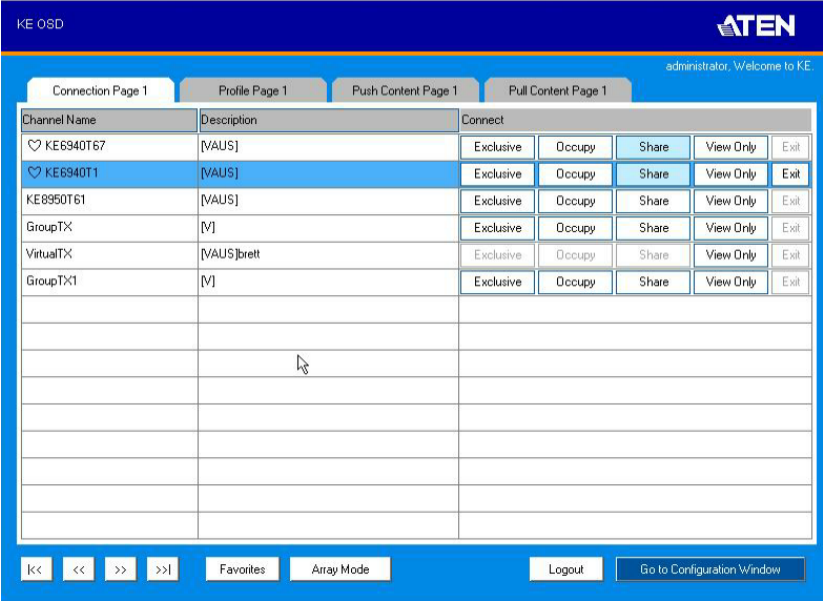 KE OSD
ATEN
administrator, Welcome to KE.
Connection Page 1 Profile Page 1 Push Content Page 1 Pull Content Page 1
Channel Name Description Connect
KE6940T67 [VAUS] Exclusive Occupy Share View Only Exit
KE6940T1 [VAUS] Exclusive Occupy Share View Only Exit
KE8950T61 [VAUS] Exclusive Occupy Share View Only Exit
GroupTX [V] Exclusive Occupy Share View Only Exit
VirtualTX [VAUS]brett Exclusive Occupy Share View Only Exit
GroupTX1 [V] Exclusive Occupy Share View Only Exit
|<< << >> >>| Favorites Array Mode Logout Go to Configuration Window